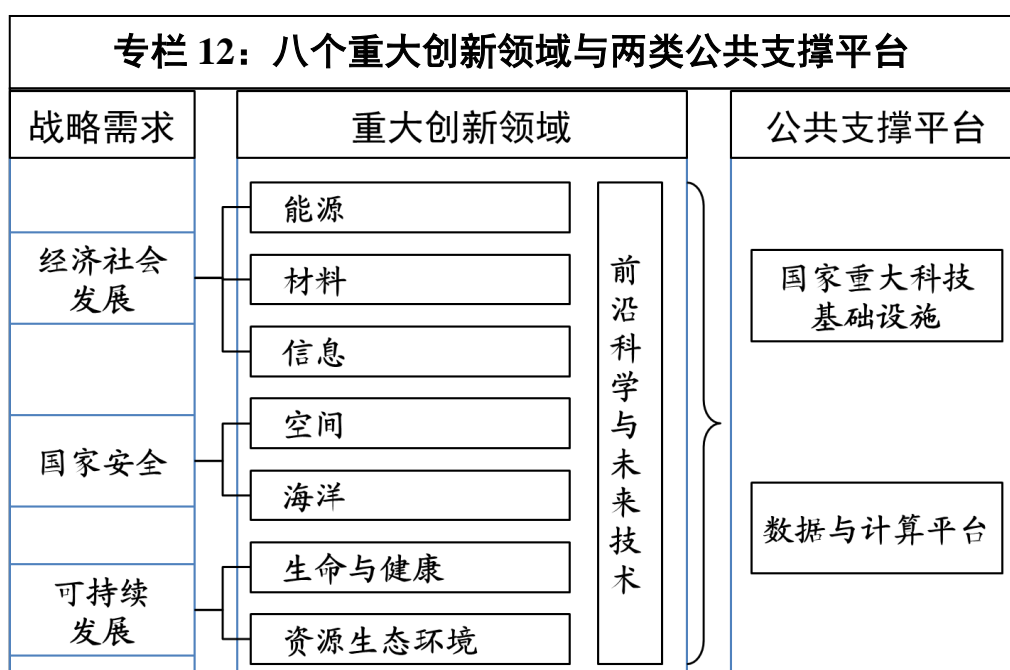 专栏 12：八个重大创新领域与两类公共支撑平台
战略需求
重大创新领域
公共支撑平台
经济社会
发展
国家安全
可持续
发展
能源
材料
信息
空间
海洋
生命与健康
资源生态环境
前沿科学与未来技术
国家重大科技
基础设施
数据与计算平台